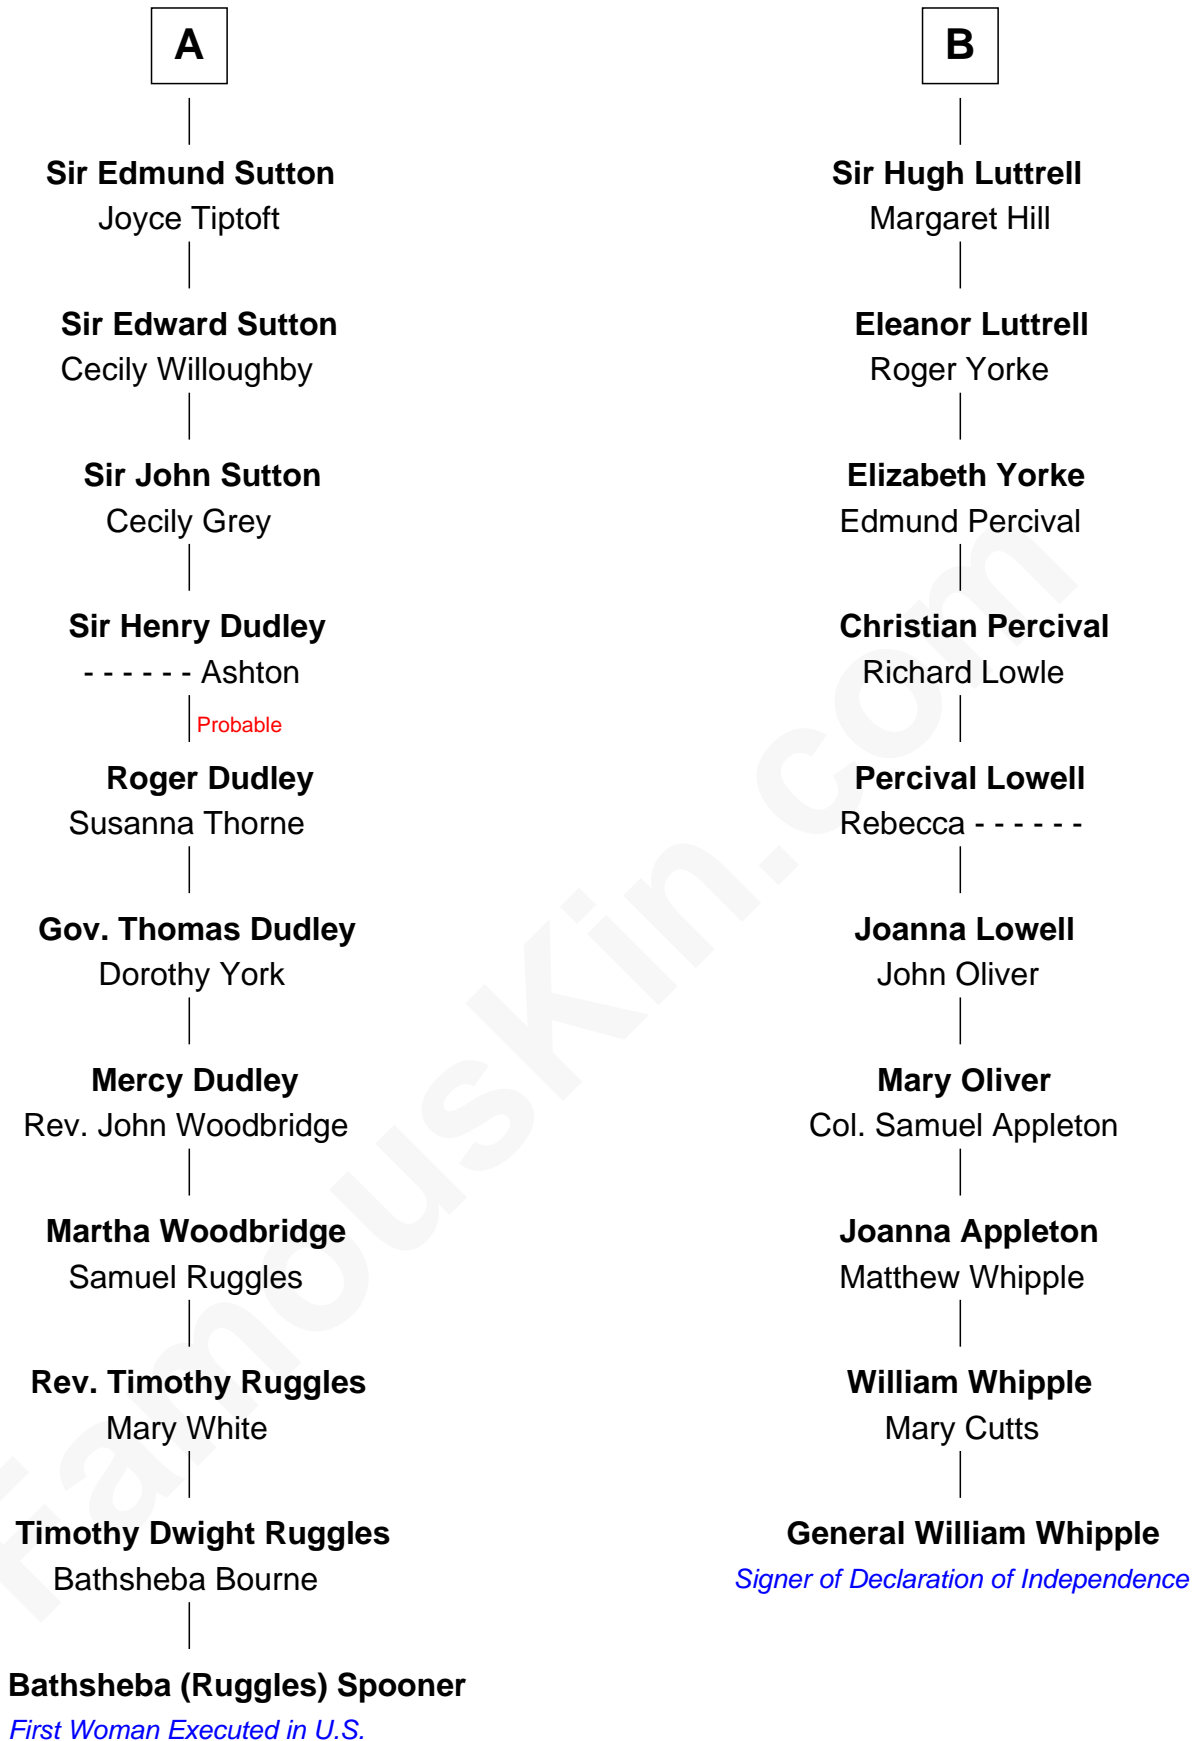 A
Sir Edmund Sutton
Joyce Tiptoft
Sir Edward Sutton
Cecily Willoughby
Sir John Sutton
Cecily Grey
Sir Henry Dudley
- - - - - - Ashton
Probable
Roger Dudley
Susanna Thorne
Gov. Thomas Dudley
Dorothy York
Mercy Dudley
Rev. John Woodbridge
Martha Woodbridge
Samuel Ruggles
Rev. Timothy Ruggles
Mary White
Timothy Dwight Ruggles
Bathsheba Bourne
Bathsheba (Ruggles) Spooner
First Woman Executed in U.S.
B
Sir Hugh Luttrell
Margaret Hill
Eleanor Luttrell
Roger Yorke
Elizabeth Yorke
Edmund Percival
Christian Percival
Richard Lowle
Percival Lowell
Rebecca - - - - - -
Joanna Lowell
John Oliver
Mary Oliver
Col. Samuel Appleton
Joanna Appleton
Matthew Whipple
William Whipple
Mary Cutts
General William Whipple
Signer of Declaration of Independence
FamousKin.com